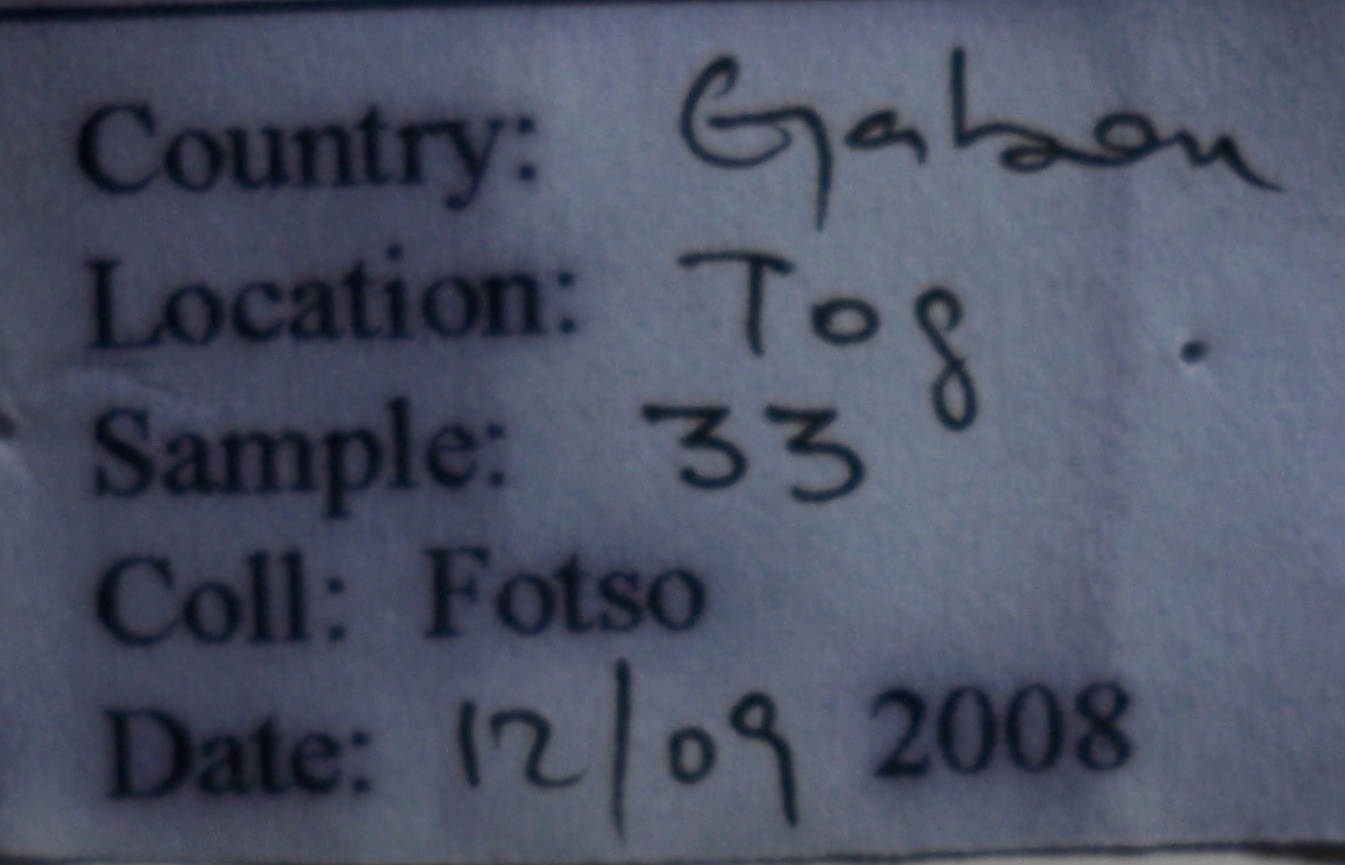 Country: Gabon
Location: Tog
Sample: 33
Coll: Fotso
Date: 12/09 2008